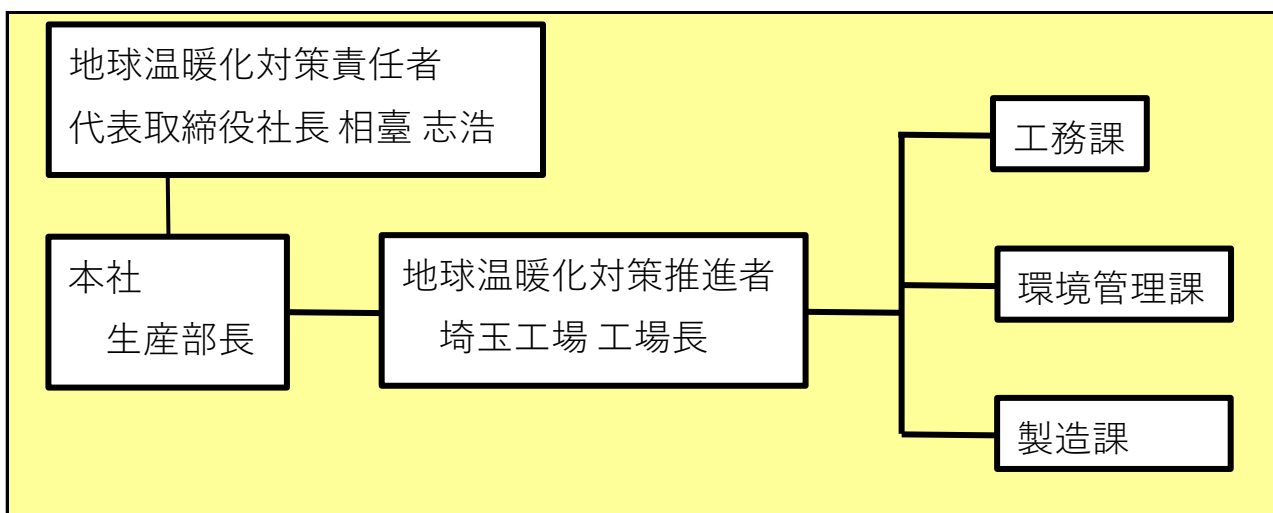 地球温暖化対策責任者
代表取締役社長 相臺 志浩
本社
生産部長
地球温暖化対策推進者
埼玉工場 工場長
工務課
環境管理課
製造課